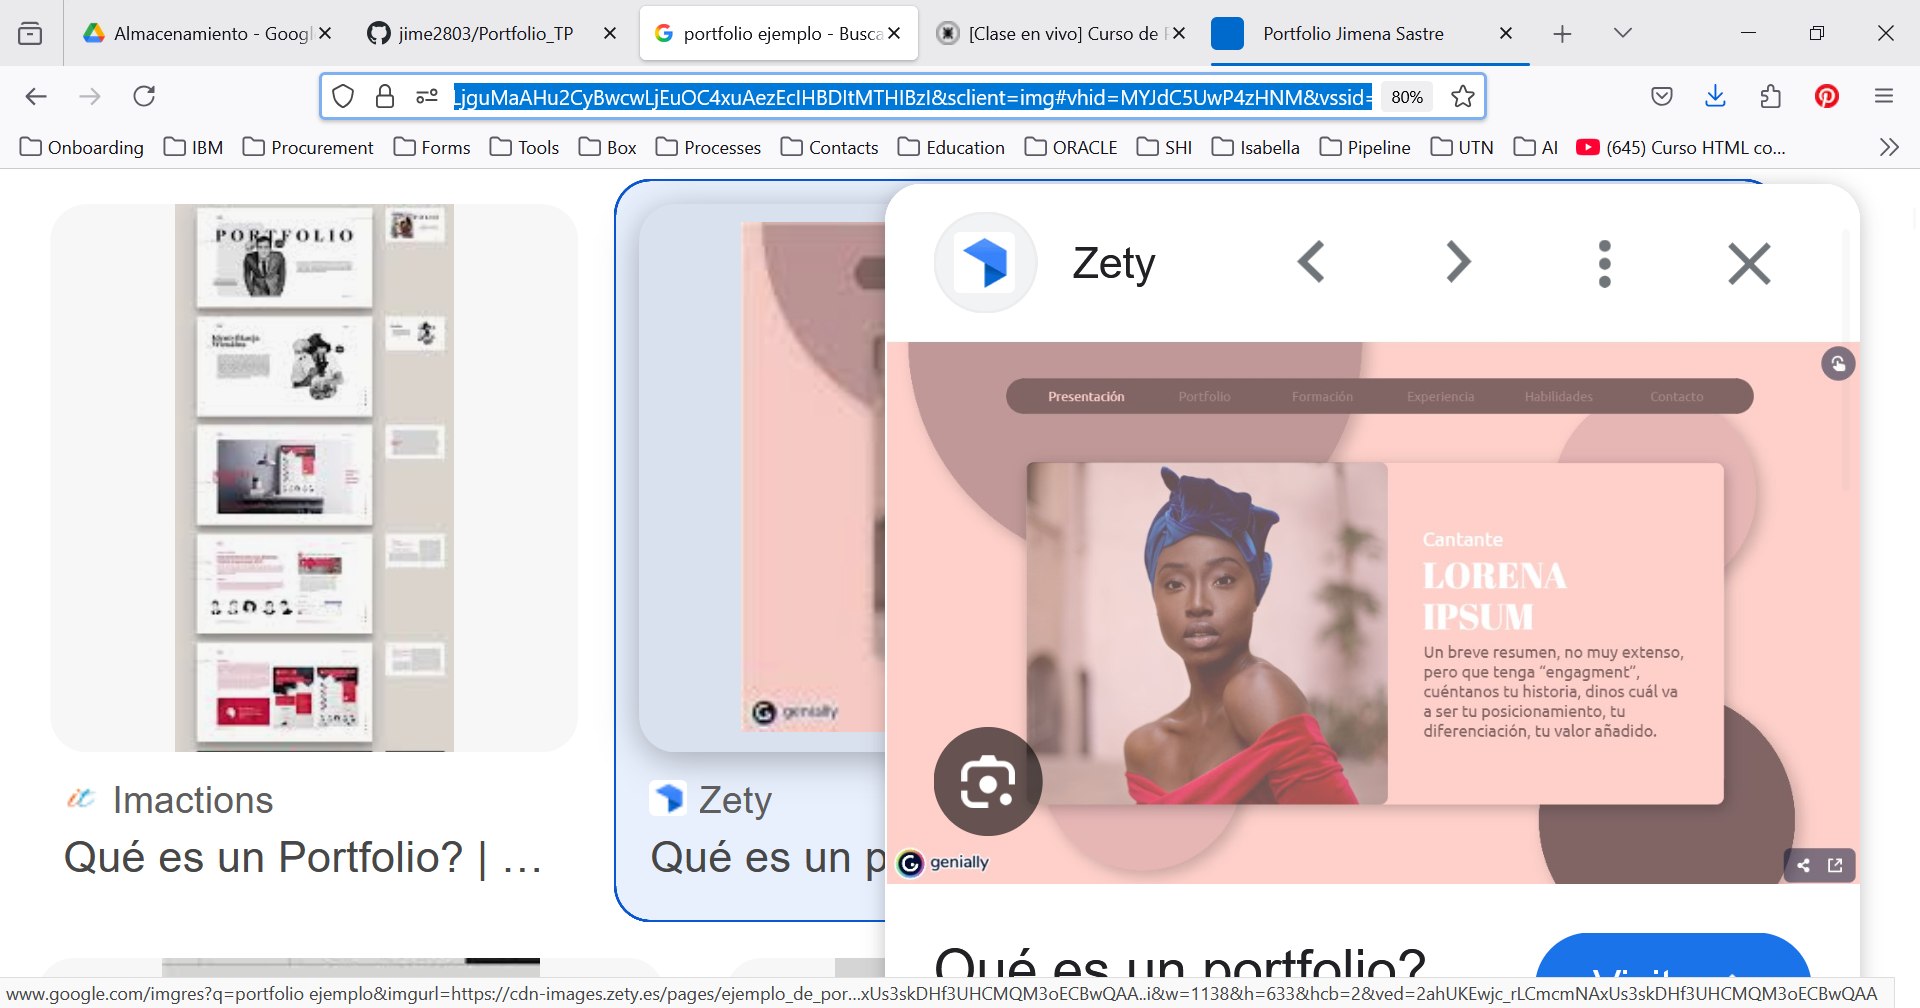 Almacenamiento - Googl
jime2803/Portfolio_TP
portfolio ejemplo - Busca
[Clase en vivo] Curso de
Portfolio Jimena Sastre
LjguMaAHu2CyBwcwLjEuOC4xuAezEcIHBDItMTHIBzI&sclient=img#vhid=MYJdC5UwP4zHNM&vssid=
80%
Onboarding
IBM
Procurement
Forms
Tools
Box
Processes
Contacts
Education
ORACLE
SHI
Isabella
Pipeline
UTN
AI
(645) Curso HTML co...
PORTFOLIO
Zety
Presentación
Portfolio
Formación
Experiencia
Habilidades
Contacto
Cantante
LORENA
IPSUM
Un breve resumen, no muy extenso,
pero que tenga “engagment”,
cuéntanos tu historia, dinos cuál va
a ser tu posicionamiento, tu
diferenciación, tu valor añadido.
genially
genially
it Imactions
Qué es un Portfolio? | ...
Zety
Qué es un p
Qué es un portfolio?
www.google.com/imgres?q=portfolio ejemplo&imgurl=https://cdn-images.zety.es/pages/ejemplo_de_por...xUs3skDHf3UHCMQM3oECBwQAA..i&w=1138&h=633&hcb=2&ved=2ahUKEwjc_rLCmcmNAxUs3skDHf3UHCMQM3oECBwQAA